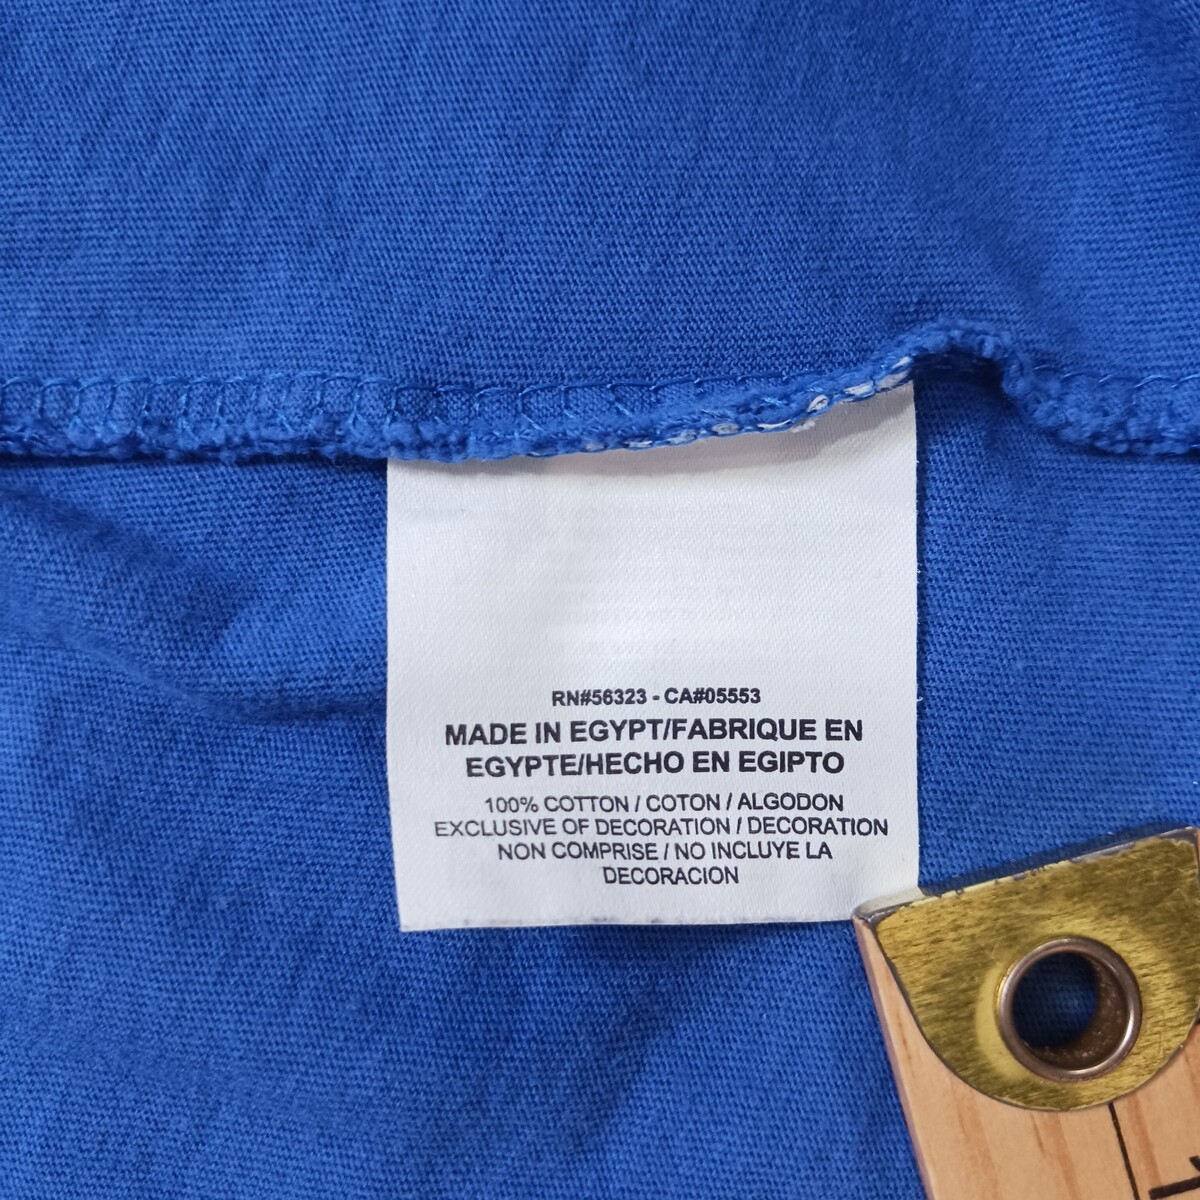 RN#56323 - CA#05553
MADE IN EGYPT/FABRIQUE EN
EGYPTE/HECHO EN EGIPTO
100% COTTON / COTON / ALGODON
EXCLUSIVE OF DECORATION / DECORATION
NON COMPRISE / NO INCLUYE LA
DECORACION